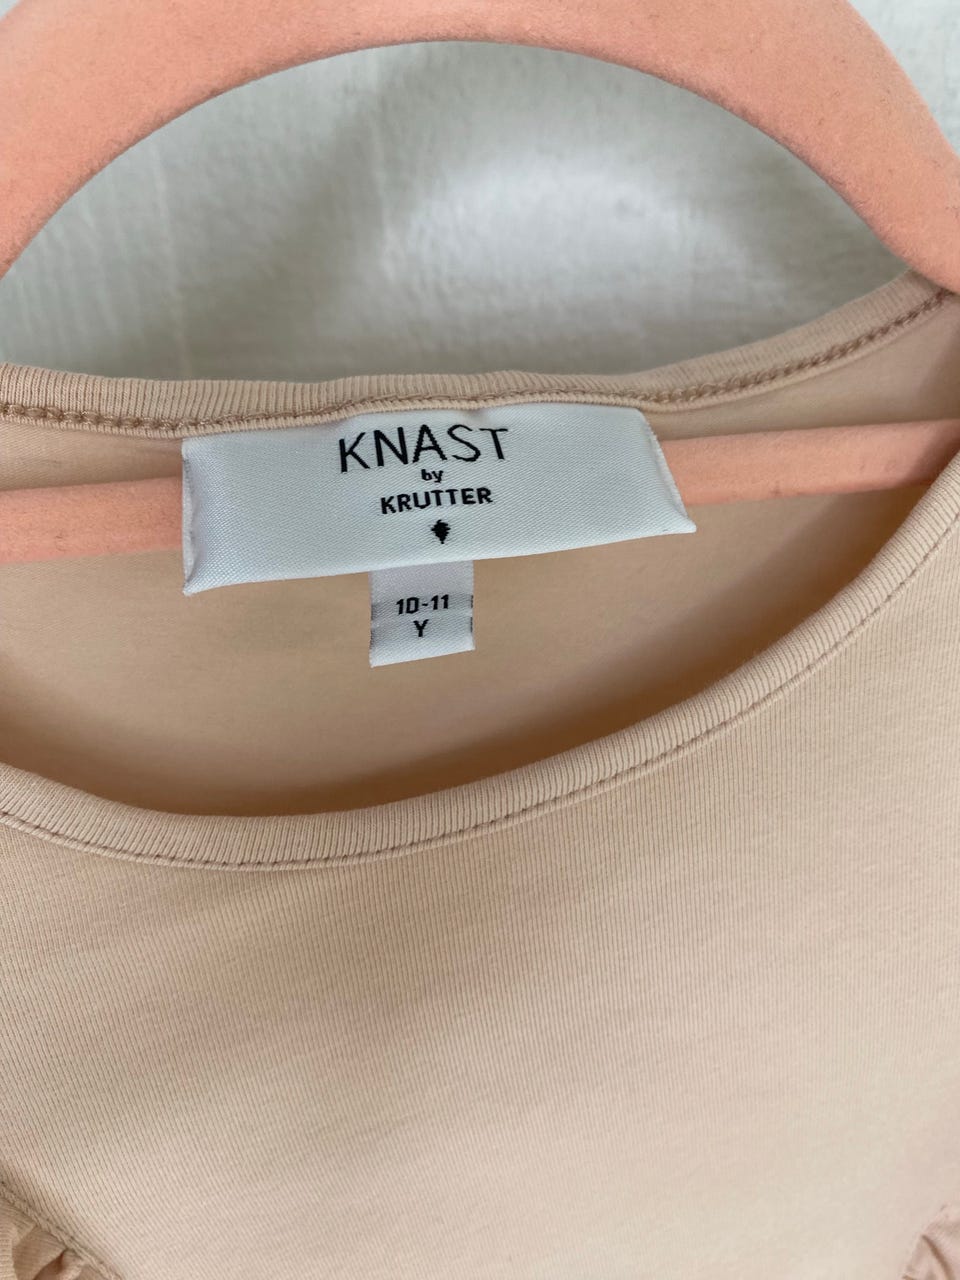 KNAST
by
KRUTTER
10-11
Y